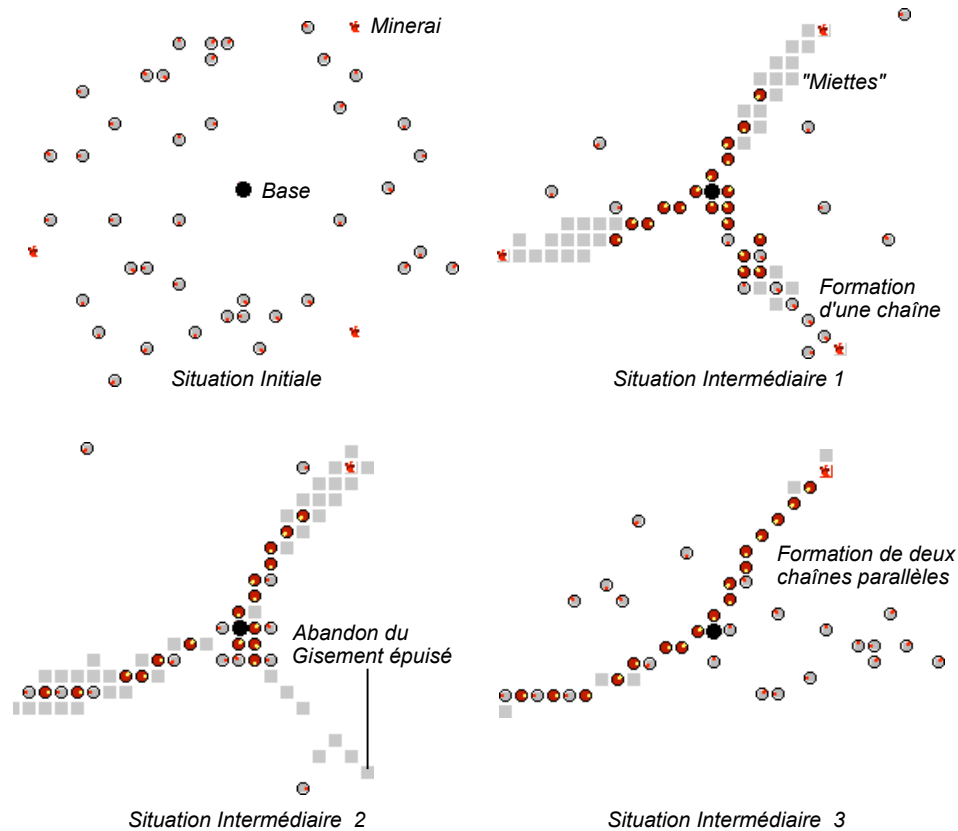 Minerai
Base
Situation Initiale
"Miettes"
Formation
d'une chaîne
Situation Intermédiaire 1
Abandon du
Gisement épuisé
Situation Intermédiaire 2
Formation de deux
chaînes parallèles
Situation Intermédiaire 3